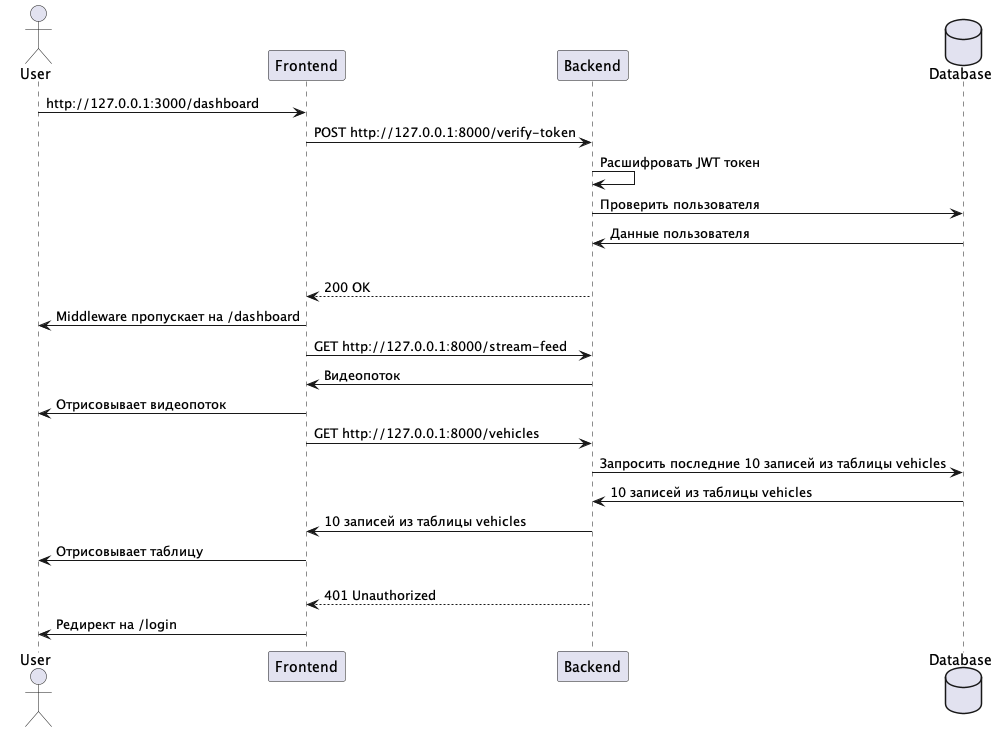 User
Frontend
Backend
Database
http://127.0.0.1:3000/dashboard
POST http://127.0.0.1:8000/verify-token
Расшифровать JWT токен
Проверить пользователя
Данные пользователя
200 OK
Middleware пропускает на /dashboard
GET http://127.0.0.1:8000/stream-feed
Видеопоток
Отрисовывает видеопоток
GET http://127.0.0.1:8000/vehicles
Запросить последние 10 записей из таблицы vehicles
10 записей из таблицы vehicles
10 записей из таблицы vehicles
Отрисовывает таблицу
401 Unauthorized
Редирект на /login
User
Frontend
Backend
Database